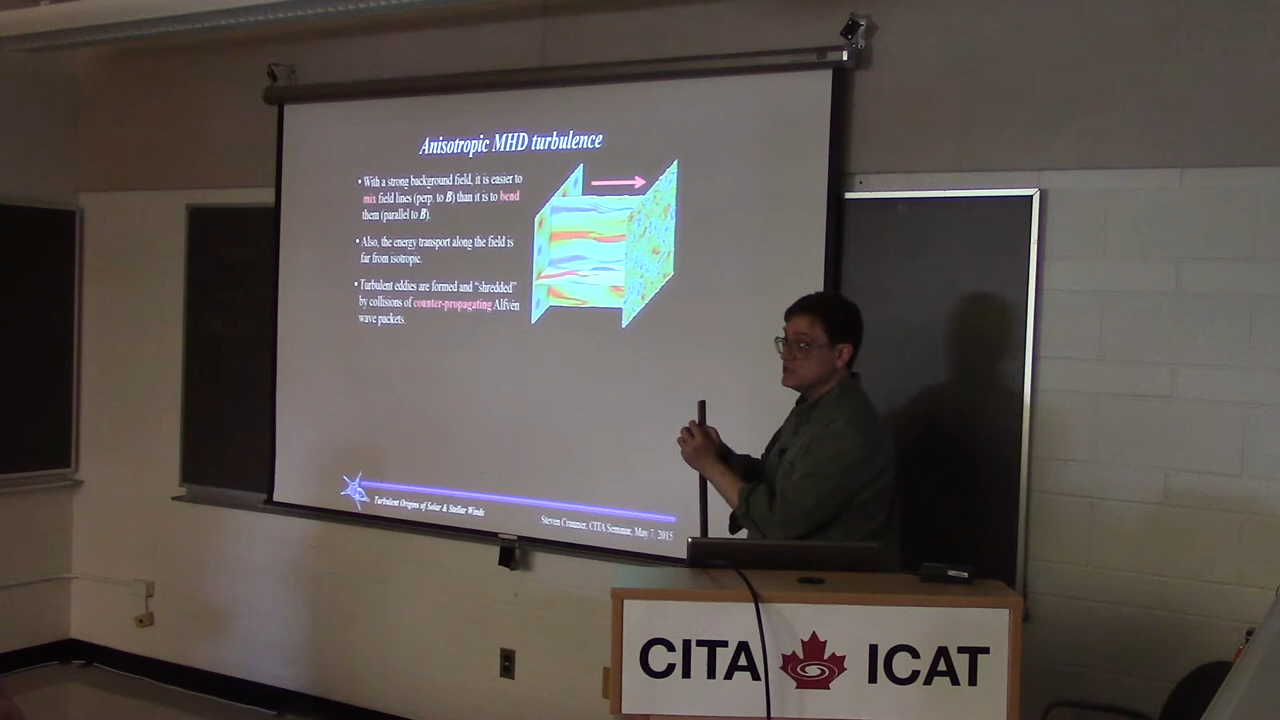 Anisotropic MHD turbulence
• With a strong background field, it is easier to
mix field lines (perp. to B) than it is to bend
them (parallel to B).
• Also, the energy transport along the field is
far from isotropic.
• Turbulent eddies are formed and “shredded”
by collisions of counter-propagating Alfvén
wave packets.
Turbulent Origins of Solar & Stellar Winds
Steven Cranmer, CITA Seminar, May 7, 2015
CITA ICAT